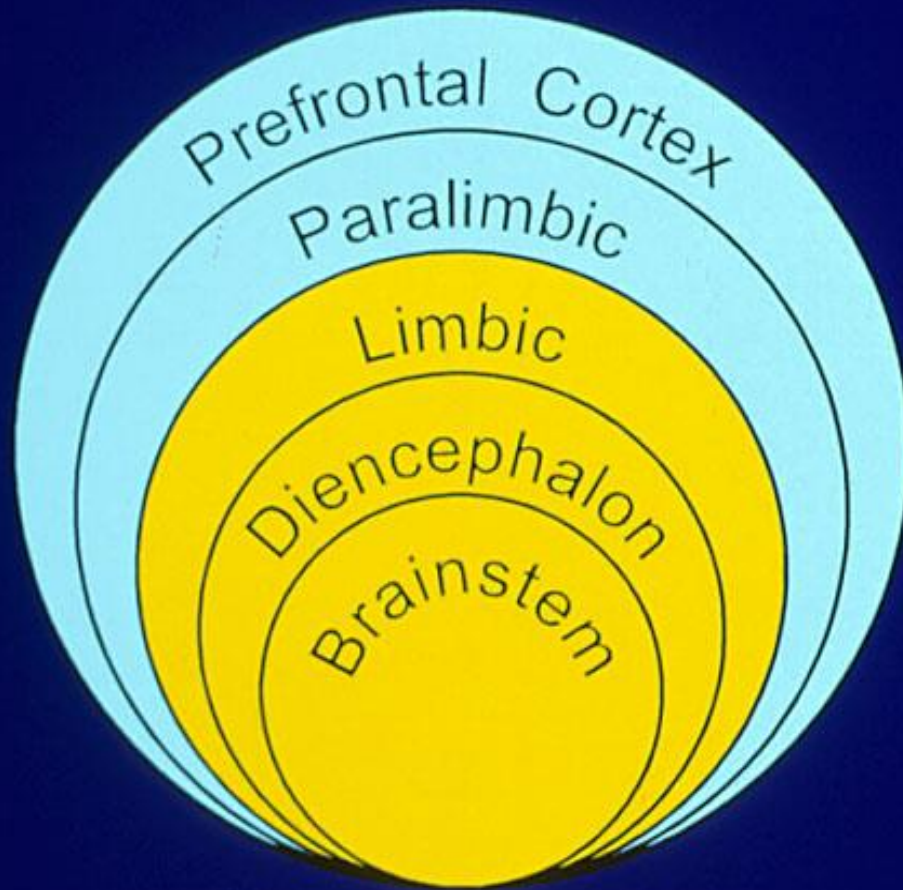 Prefrontal Cortex
Paralimbic
Limbic
Diencephalon
Brainstem